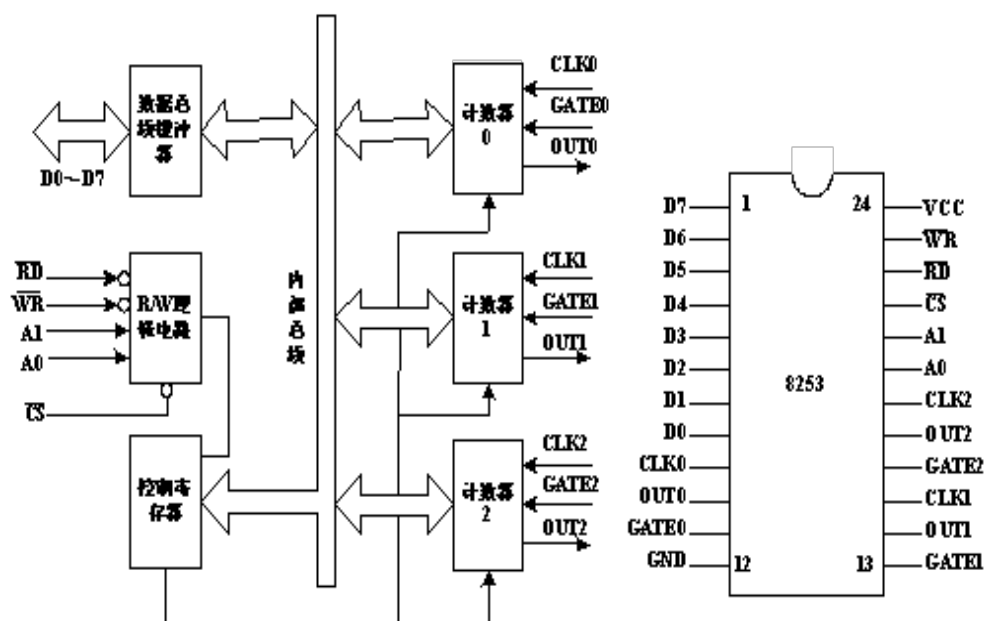 数据总
线缓冲
器
D0～D7
RD
WR
A1
A0
CS
R/W逻
辑电路
控制寄
存器
内
部
总
线
计数器
0
CLK0
GATE0
OUT0
计数器
1
CLK1
GATE1
OUT1
计数器
2
CLK2
GATE2
OUT2
D7
D6
D5
D4
D3
D2
D1
D0
CLK0
OUT0
GATE0
GND
1
24
8253
12
13
VCC
WR
RD
CS
A1
A0
CLK2
OUT2
GATE2
CLK1
OUT1
GATE1